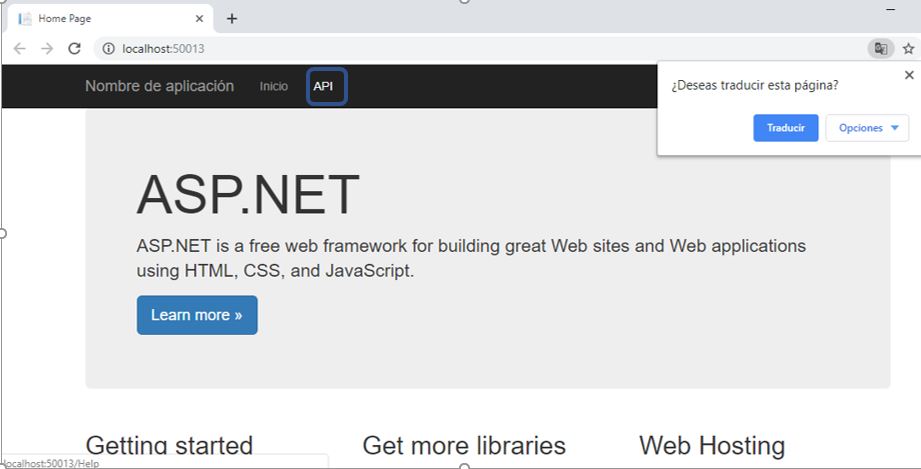 Home Page
localhost:50013
Nombre de aplicación Inicio API
¿Deseas traducir esta página?
Traducir Opciones
ASP.NET
ASP.NET is a free web framework for building great Web sites and Web applications
using HTML, CSS, and JavaScript.
Learn more »
Getting started Get more libraries Web Hosting
localhost:50013/Help